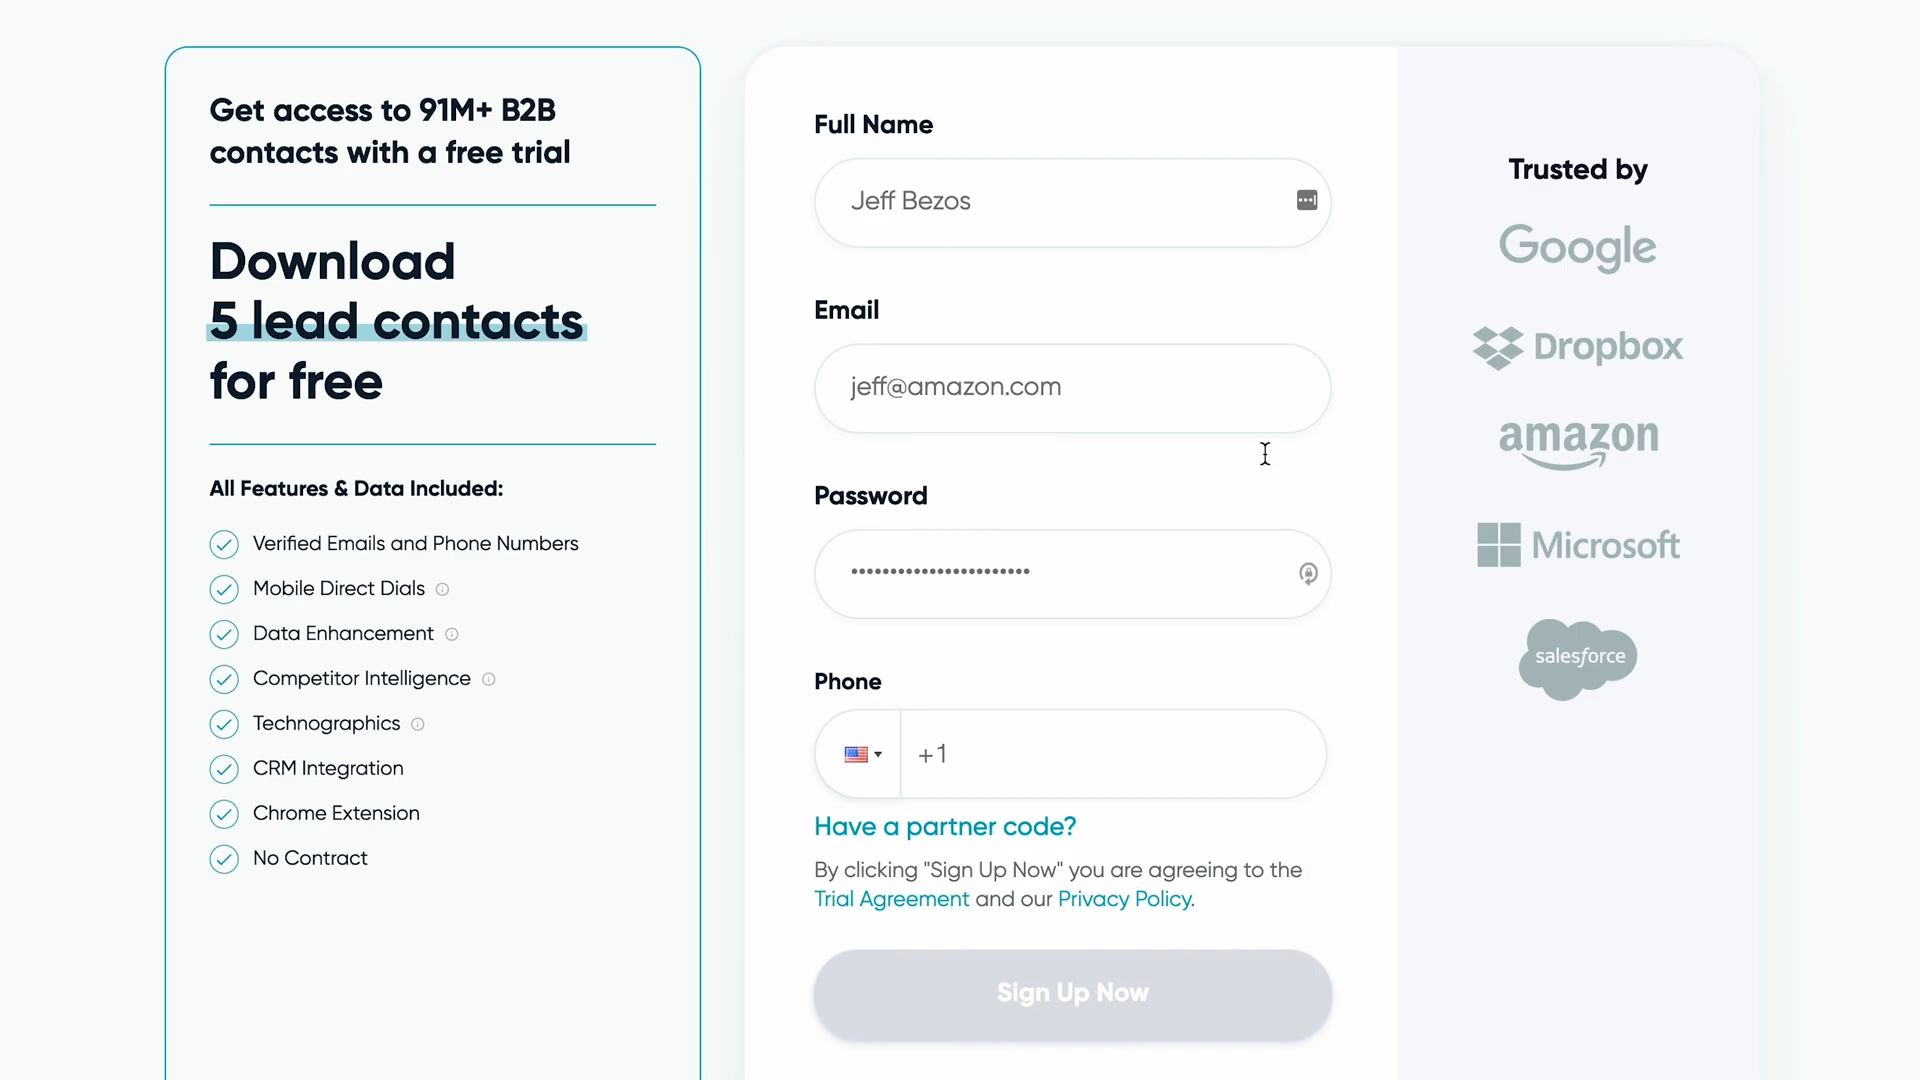 Get access to 91M+ B2B
contacts with a free trial
Download
5 lead contacts
for free
All Features & Data Included:
Verified Emails and Phone Numbers
Mobile Direct Dials
Data Enhancement
Competitor Intelligence
Technographics
CRM Integration
Chrome Extension
No Contract
Full Name
Jeff Bezos
Email
jeff@amazon.com
Password
•••••••••••••••••••••••
Phone
+1
Have a partner code?
By clicking "Sign Up Now" you are agreeing to the
Trial Agreement and our Privacy Policy.
Sign Up Now
Trusted by
Google
Dropbox
amazon
Microsoft
salesforce